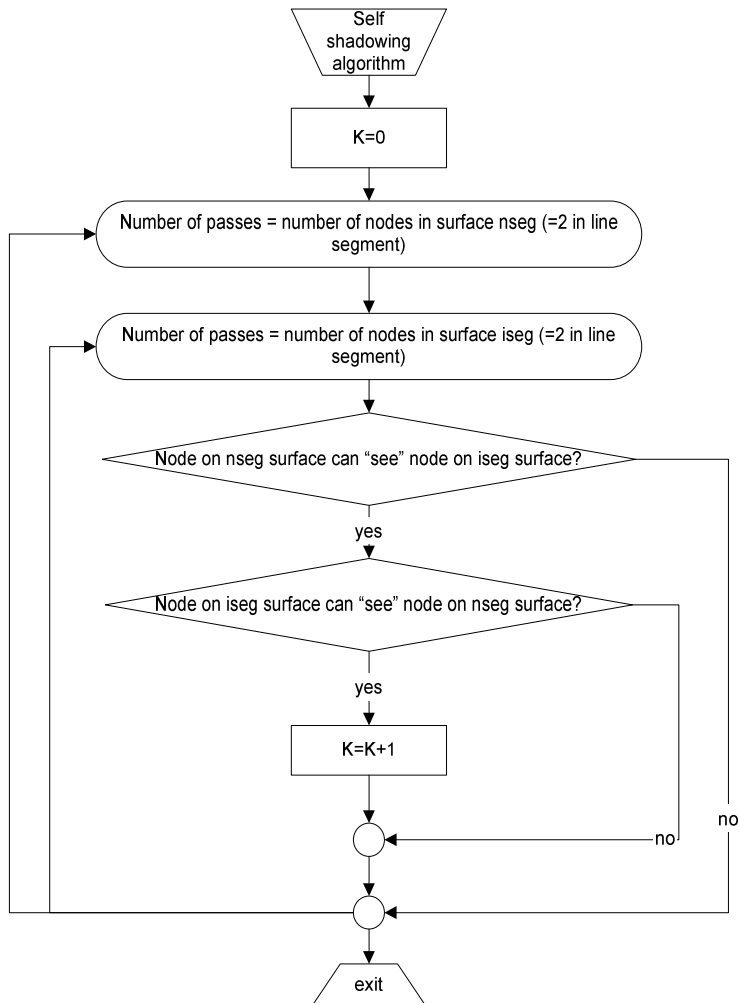 Self
shadowing
algorithm
K=0
Number of passes = number of nodes in surface nseg (=2 in line
segment)
Number of passes = number of nodes in surface iseg (=2 in line
segment)
Node on nseg surface can “see” node on iseg surface?
yes
Node on iseg surface can “see” node on nseg surface?
yes
K=K+1
no
no
exit